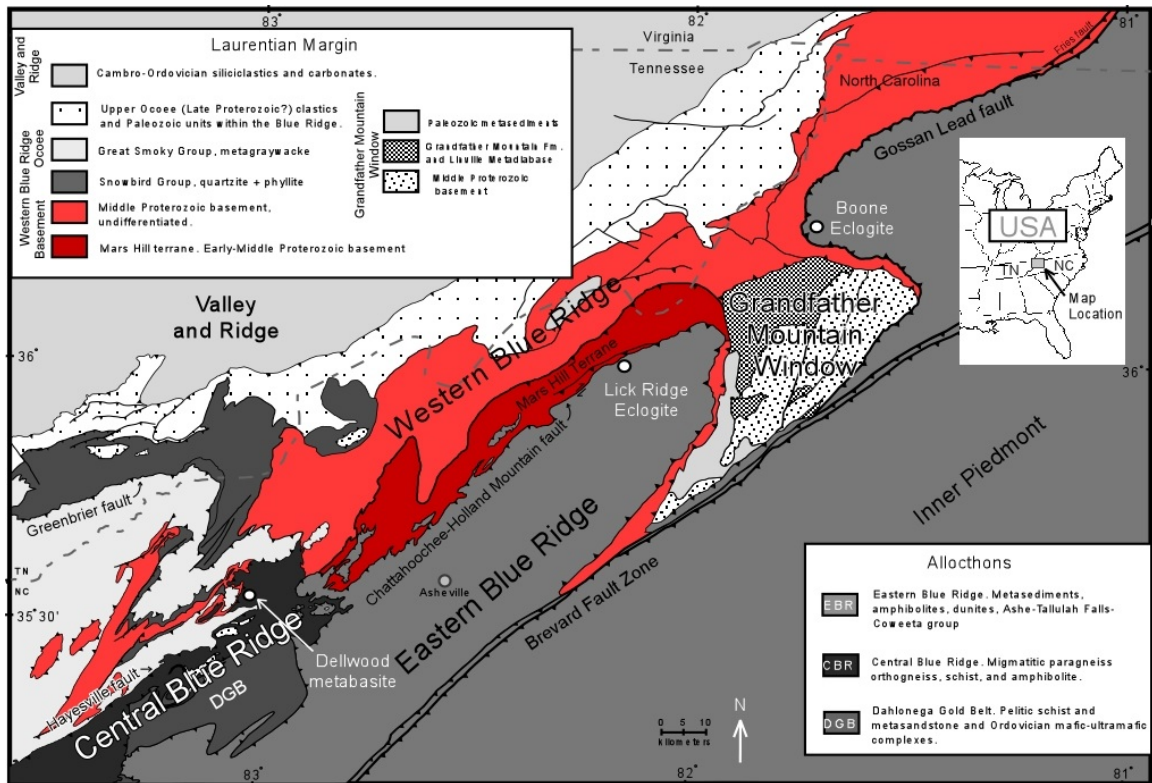 83°
82°
81°
Laurentian Margin
Valley and
Ridge
Cambro-Ordovician siliciclastics and carbonates.
Western Blue Ridge
Ocoee
Upper Ocoee (Late Proterozoic?) clastics
and Paleozoic units within the Blue Ridge.
Great Smoky Group, metagraywacke
Snowbird Group, quartzite + phyllite
Basement
Middle Proterozoic basement,
undifferentiated.
Mars Hill terrane. Early-Middle Proterozoic basement
Grandfather Mountain
Window
Paleozoic metasediments
Grandfather Mountain Fm.
and Linville Metadiabase
Middle Proterozoic
basement
Virginia
Tennessee
North Carolina
Fries fault
Gossan Lead fault
Boone
Eclogite
USA
TN
NC
Map
Location
Valley
and Ridge
36°
36°
Western Blue Ridge
Mars Hill Terrane
Grandfather
Mountain
Window
Lick Ridge
Eclogite
Chattahoochee-Holland Mountain fault
Greenbrier fault
TN
NC
35°30'
Asheville
Eastern Blue Ridge
Brevard Fault Zone
Inner Piedmont
Dellwood
metabasite
Hayesville fault
Central Blue Ridge
DGB
0 5 10
kilometers
N
Allocthons
EBR
Eastern Blue Ridge. Metasediments,
amphibolites, dunites, Ashe-Tallulah Falls-
Coweeta group
CBR
Central Blue Ridge. Migmatitic paragneiss
orthogneiss, schist, and amphibolite.
DGB
Dahlonega Gold Belt. Pelitic schist and
metasandstone and Ordovician mafic-ultramafic
complexes.
83°
82°
81°